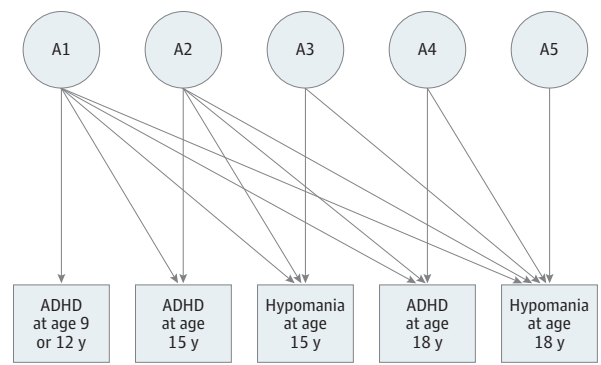 A1
A2
A3
A4
A5
ADHD
at age 9
or 12 y
ADHD
at age
15 y
Hypomania
at age
15 y
ADHD
at age
18 y
Hypomania
at age
18 y